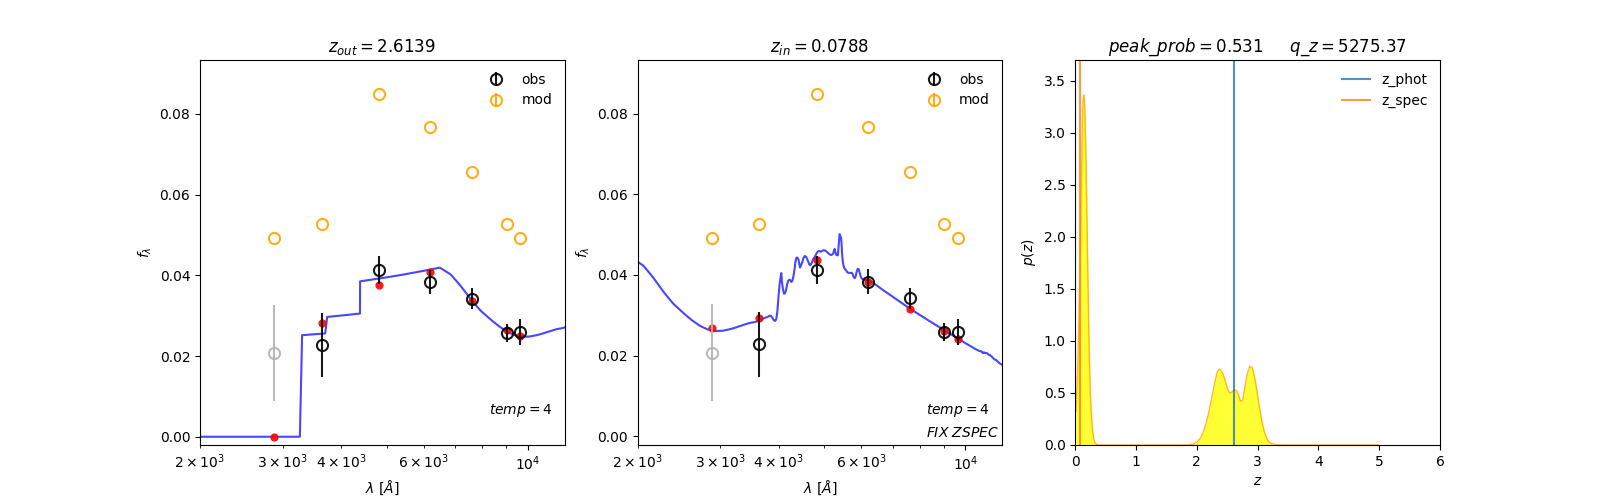 z_out = 2.6139
z_in = 0.0788
peak_prob = 0.531 q_z = 5275.37
obs
mod
0.08
0.06
0.04
0.02
0.00
f_λ
temp = 4
2 × 10³ 3 × 10³ 4 × 10³ 6 × 10³ 10⁴
λ [Å]
obs
mod
0.08
0.06
0.04
0.02
0.00
f_λ
temp = 4
FIX ZSPEC
2 × 10³ 3 × 10³ 4 × 10³ 6 × 10³ 10⁴
λ [Å]
z_phot
z_spec
3.5
3.0
2.5
2.0
1.5
1.0
0.5
0.0
p(z)
0 1 2 3 4 5 6
z